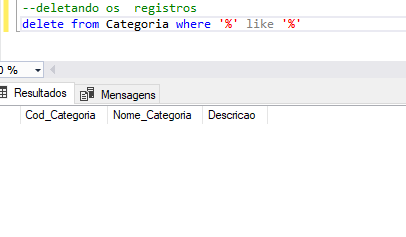 --deletando os  registros
delete from Categoria where '%' like '%'
0 %
Resultados Mensagens
Cod_Categoria Nome_Categoria Descricao